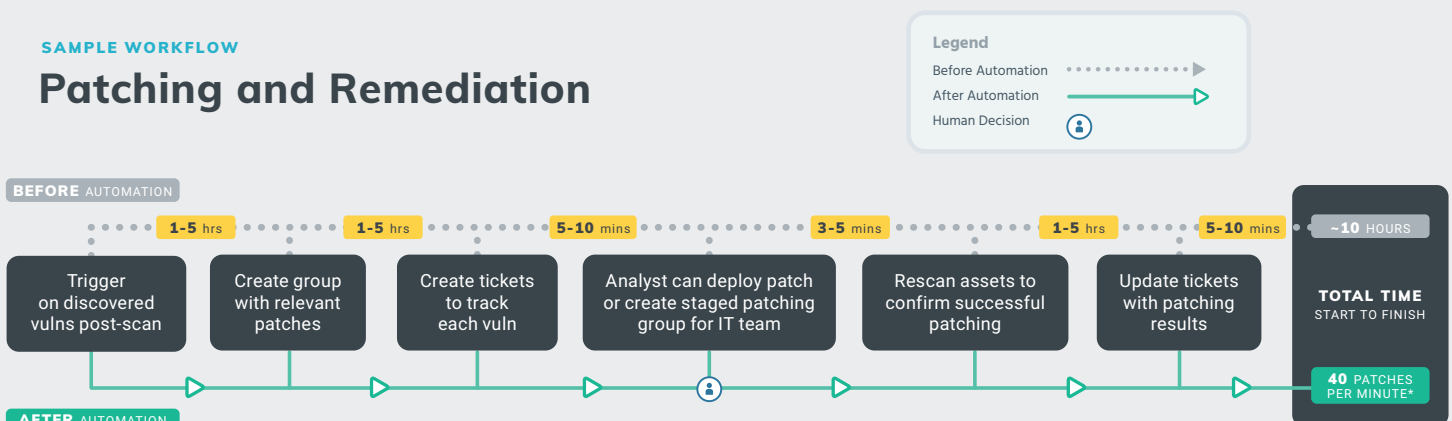 SAMPLE WORKFLOW
Patching and Remediation
Legend
Before Automation
After Automation
Human Decision
BEFORE AUTOMATION
1-5 hrs
1-5 hrs
5-10 mins
3-5 mins
1-5 hrs
5-10 mins
~10 HOURS
Trigger
on discovered
vulns post-scan
Create group
with relevant
patches
Create tickets
to track
each vuln
Analyst can deploy patch
or create staged patching
group for IT team
Rescan assets to
confirm successful
patching
Update tickets
with patching
results
TOTAL TIME
START TO FINISH
40 PATCHES
PER MINUTE*
AFTER AUTOMATION